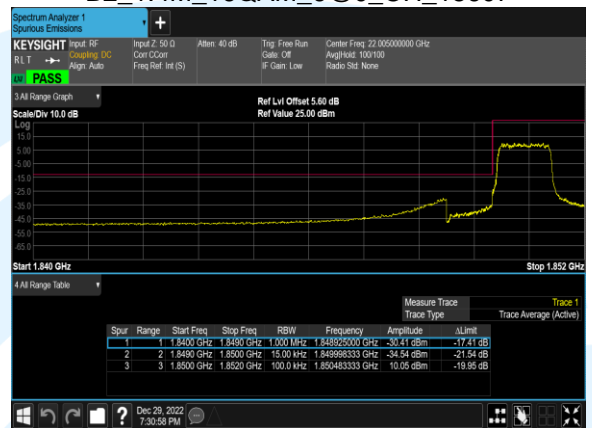 Spectrum Analyzer 1
Spurious Emissions
KEYSIGHT Input: RF
Coupling: DC
Align: Auto
RLT
PASS
Input Z: 50 Ω
Corr CCorr
Freq Ref: Int (S)
Atten: 40 dB
Trig: Free Run
Gate: Off
IF Gain: Low
Center Freq: 22.005000000 GHz
Avg|Hold: 100/100
Radio Std: None
3 All Range Graph
Scale/Div 10.0 dB
Ref Lvl Offset 5.60 dB
Ref Value 25.00 dBm
Log
15.0
5.00
-5.00
-15.0
-25.0
-35.0
-45.0
-55.0
-65.0
Start 1.840 GHz
Stop 1.852 GHz
4 All Range Table
Measure Trace Trace 1
Trace Type Trace Average (Active)
Spur Range Start Freq Stop Freq RBW Frequency Amplitude ΔLimit
1 1 1.8400 GHz 1.8490 GHz 1.000 MHz 1.848925000 GHz -30.41 dBm -17.41 dB
2 2 1.8490 GHz 1.8500 GHz 15.00 kHz 1.849998333 GHz -34.54 dBm -21.54 dB
3 3 1.8500 GHz 1.8520 GHz 100.0 kHz 1.850483333 GHz 10.05 dBm -19.95 dB
Dec 29, 2022
7:30:58 PM